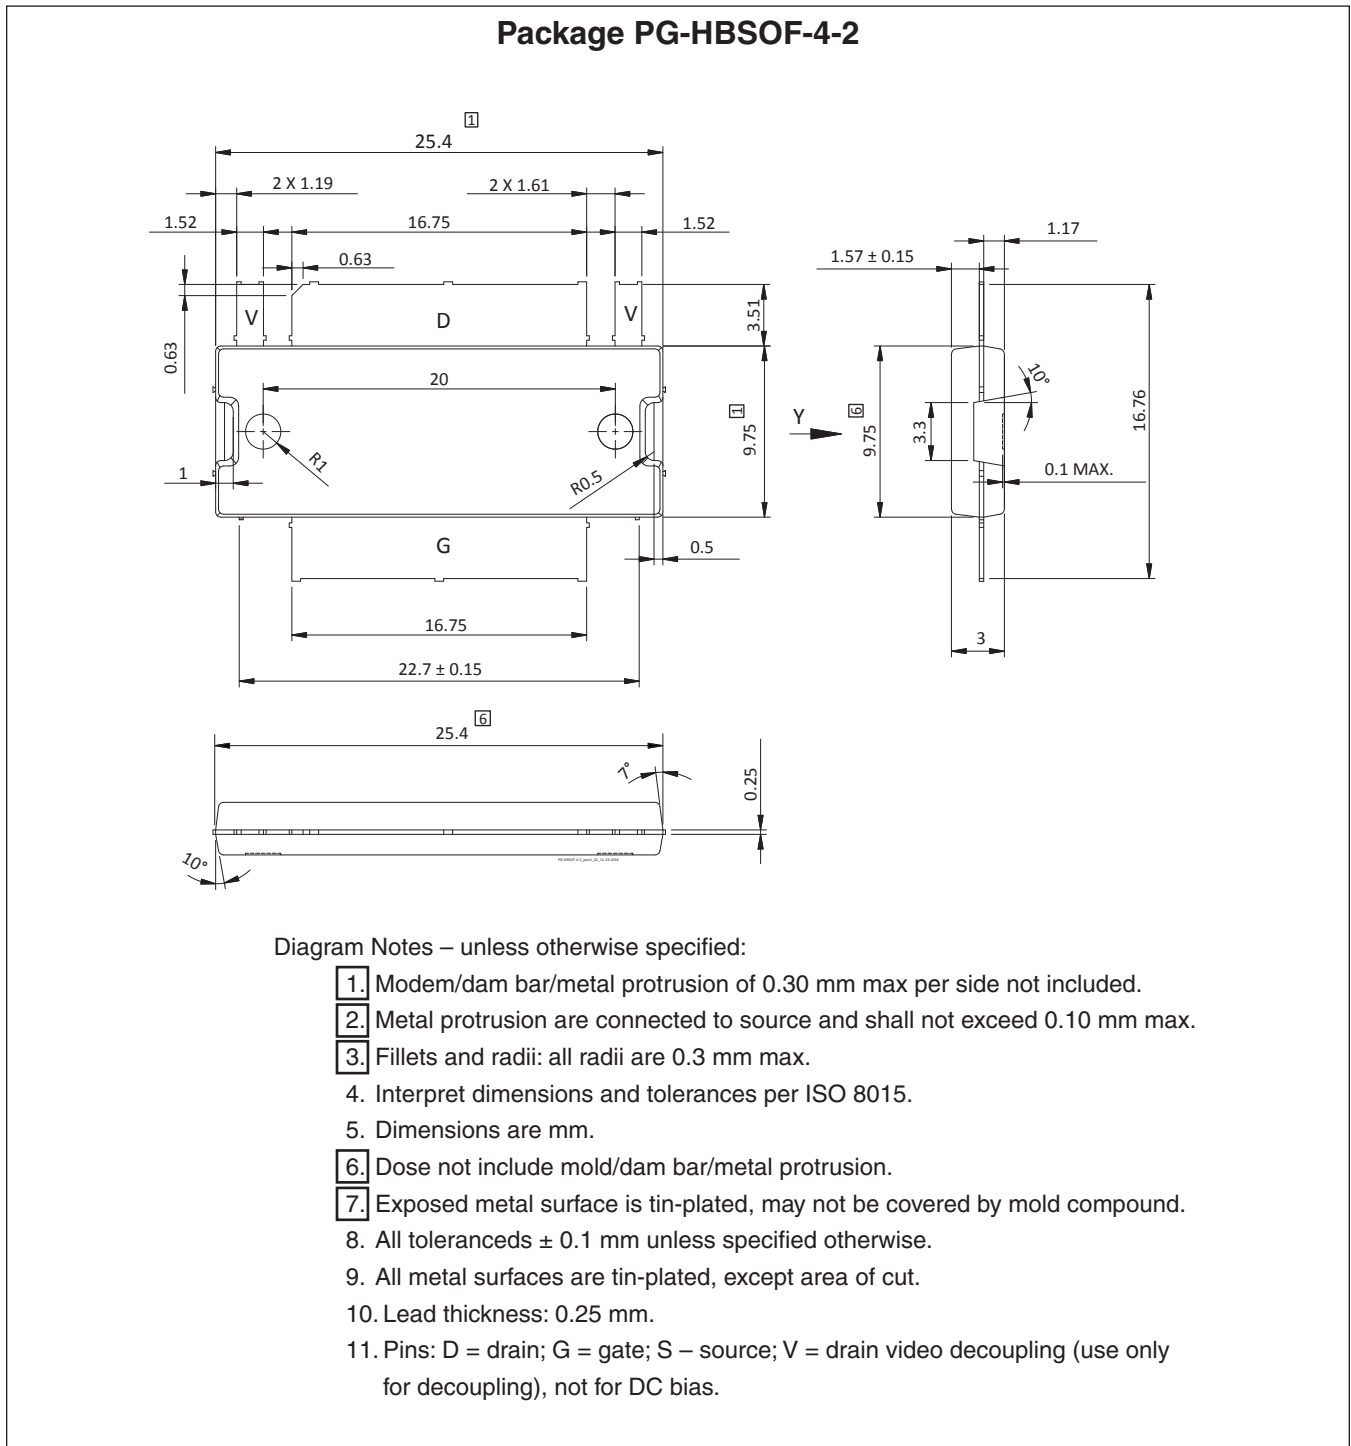 Package PG-HBSOF-4-2
1
25.4
2 X 1.19
2 X 1.61
1.52
16.75
1.52
0.63
V
D
V
3.51
0.63
20
1
9.75
R1
R0.5
1
G
0.5
16.75
22.7 ± 0.15
Y
1.17
1.57 ± 0.15
10°
6
9.75
3.3
16.76
0.1 MAX.
3
6
25.4
7°
0.25
10°
Diagram Notes – unless otherwise specified:
1. Modem/dam bar/metal protrusion of 0.30 mm max per side not included.
2. Metal protrusion are connected to source and shall not exceed 0.10 mm max.
3. Fillets and radii: all radii are 0.3 mm max.
4. Interpret dimensions and tolerances per ISO 8015.
5. Dimensions are mm.
6. Dose not include mold/dam bar/metal protrusion.
7. Exposed metal surface is tin-plated, may not be covered by mold compound.
8. All toleranceds ± 0.1 mm unless specified otherwise.
9. All metal surfaces are tin-plated, except area of cut.
10. Lead thickness: 0.25 mm.
11. Pins: D = drain; G = gate; S – source; V = drain video decoupling (use only
for decoupling), not for DC bias.